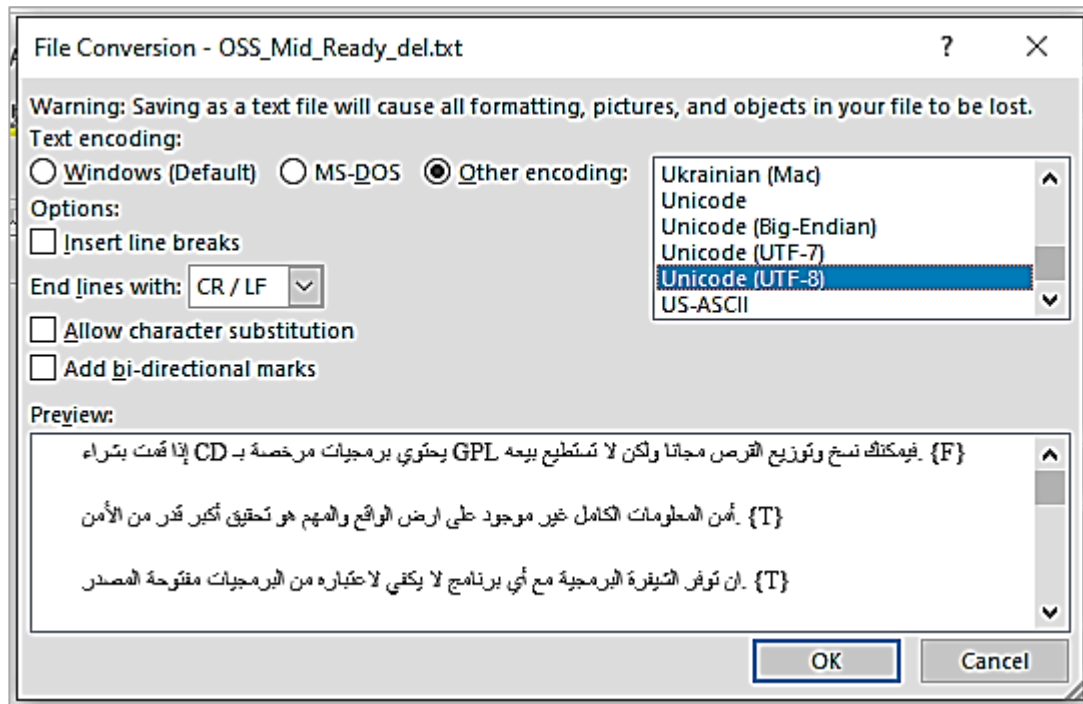 File Conversion - OSS_Mid_Ready_del.txt
Warning: Saving as a text file will cause all formatting, pictures, and objects in your file to be lost.
Text encoding:
Windows (Default) MS-DOS Other encoding:
Ukrainian (Mac)
Unicode
Unicode (Big-Endian)
Unicode (UTF-7)
Unicode (UTF-8)
US-ASCII
Options:
Insert line breaks
End lines with: CR / LF
Allow character substitution
Add bi-directional marks
Preview:
إذا قمت بشراء CD يحتوي برمجيات مرخصة بـ GPL فيمكنك نسخ وتوزيع القرص مجانا ولكن لا تستطيع بيعه. {F}
أمن المعلومات الكامل غير موجود على ارض الواقع والمهم هو تحقيق أكبر قدر من الأمن. {T}
ان توفر الشيفرة البرمجية مع أي برنامج لا يكفي لاعتباره من البرمجيات مفتوحة المصدر. {T}
OK Cancel